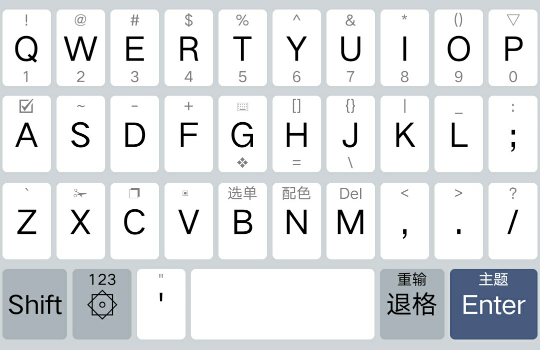 ! @ # $ % ^ & * () ▽
Q W E R T Y U I O P
1 2 3 4 5 6 7 8 9 0
~ - + [] {} | _ :
A S D F G H J K L ;
= \
` 选单 配色 Del < > ?
Z X C V B N M , . /
123 " 重输 主题
Shift ' 退格 Enter